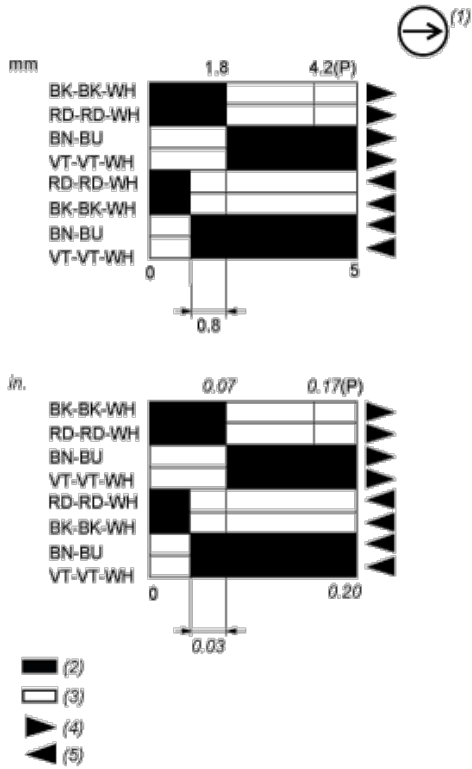 (1)
mm
1.8 4.2(P)
BK-BK-WH
RD-RD-WH
BN-BU
VT-VT-WH
RD-RD-WH
BK-BK-WH
BN-BU
VT-VT-WH
0 5
0.8
in.
0.07 0.17(P)
BK-BK-WH
RD-RD-WH
BN-BU
VT-VT-WH
RD-RD-WH
BK-BK-WH
BN-BU
VT-VT-WH
0 0.20
0.03
(2)
(3)
(4)
(5)